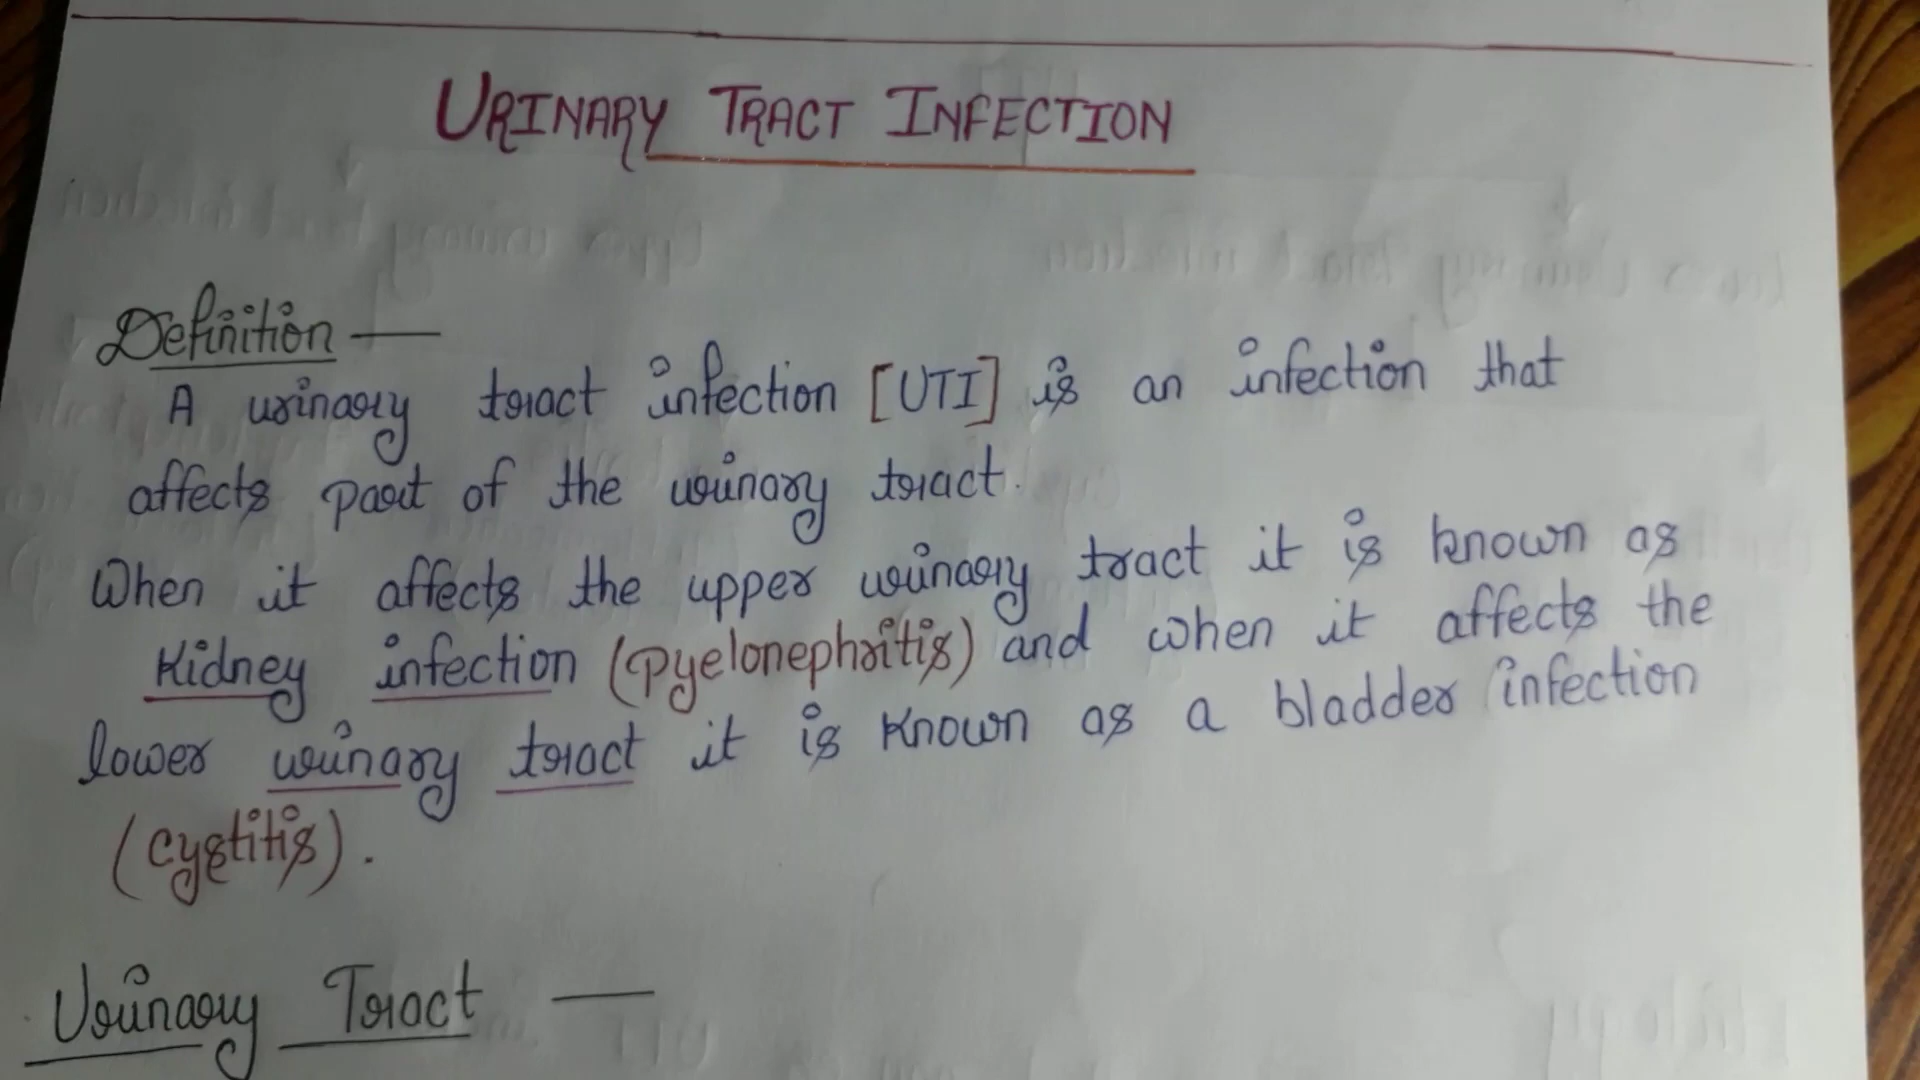 URINARY TRACT INFECTION
Definition —
A urinary tract infection [UTI] is an infection that
affects part of the urinary tract.
When it affects the upper urinary tract it is known as
Kidney infection (pyelonephritis) and when it affects the
lower urinary tract it is known as a bladder infection
(cystitis).
Urinary Tract —